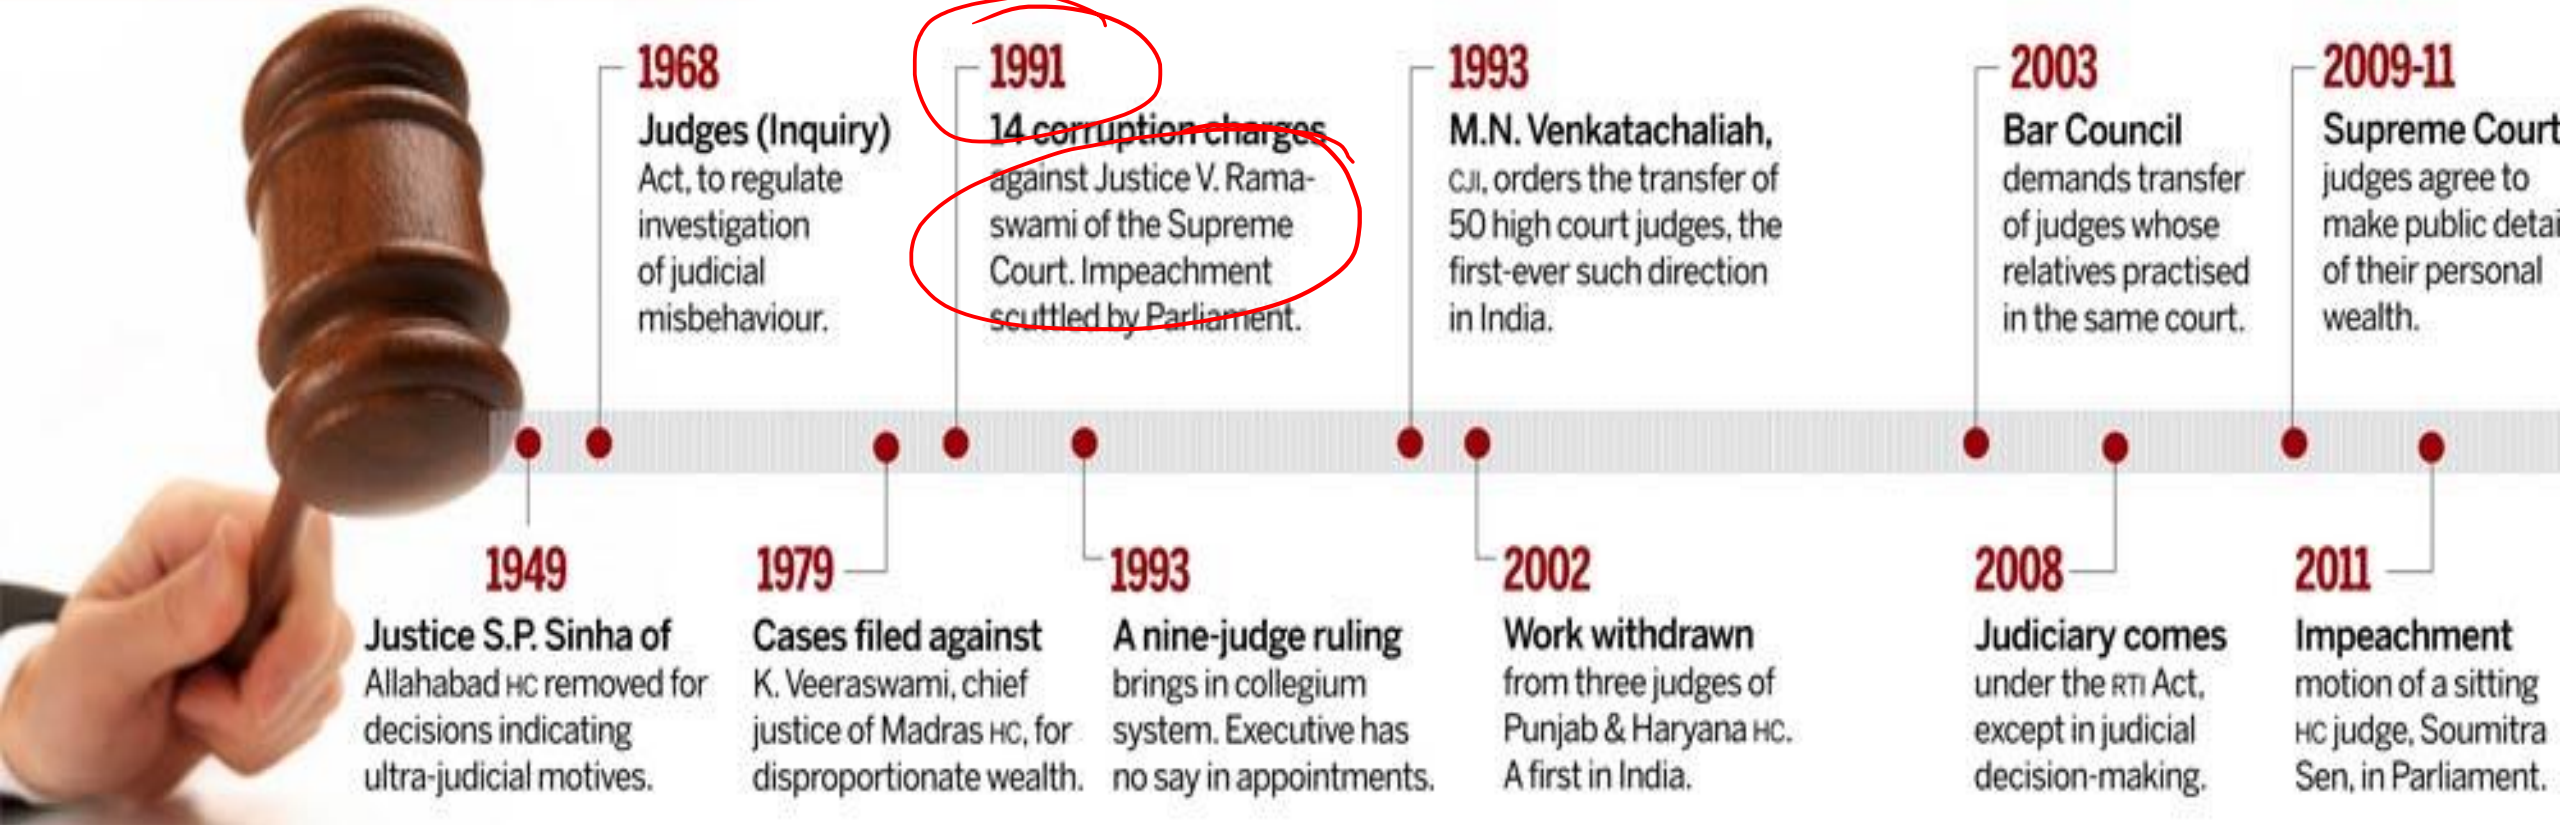 1968
Judges (Inquiry)
Act, to regulate
investigation
of judicial
misbehaviour.
1991
14 corruption charges
against Justice V. Rama-
swami of the Supreme
Court. Impeachment
scuttled by Parliament.
1993
M.N. Venkatachaliah,
CJI, orders the transfer of
50 high court judges, the
first-ever such direction
in India.
2003
Bar Council
demands transfer
of judges whose
relatives practised
in the same court.
2009-11
Supreme Court
judges agree to
make public detai
of their personal
wealth.
1949
Justice S.P. Sinha of
Allahabad HC removed for
decisions indicating
ultra-judicial motives.
1979
Cases filed against
K. Veeraswami, chief
justice of Madras HC, for
disproportionate wealth.
1993
A nine-judge ruling
brings in collegium
system. Executive has
no say in appointments.
2002
Work withdrawn
from three judges of
Punjab & Haryana HC.
A first in India.
2008
Judiciary comes
under the RTI Act,
except in judicial
decision-making.
2011
Impeachment
motion of a sitting
HC judge, Soumitra
Sen, in Parliament.